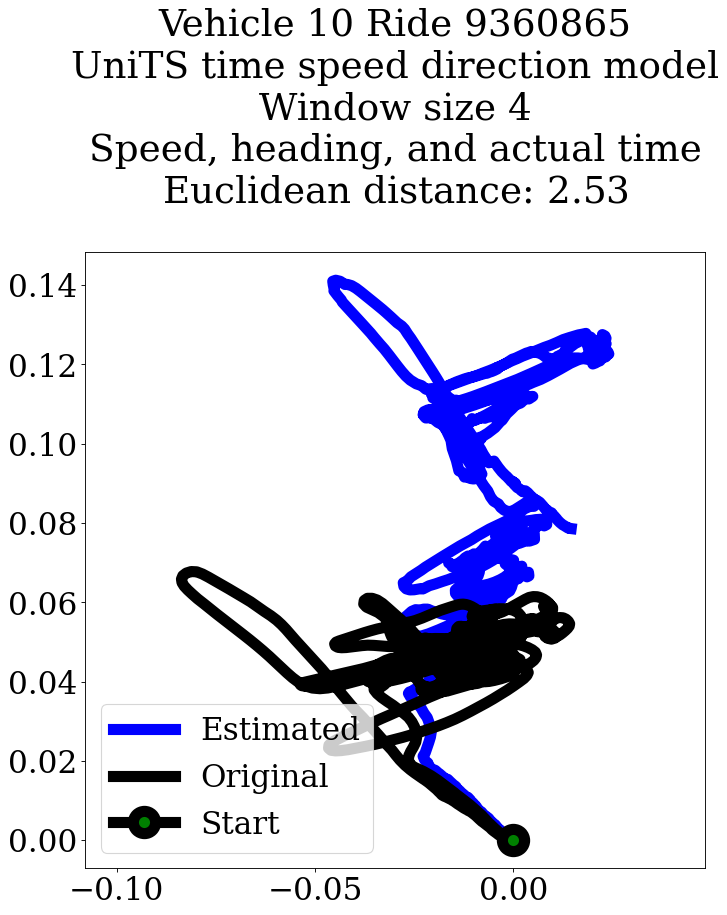 Vehicle 10 Ride 9360865
UniTS time speed direction model
Window size 4
Speed, heading, and actual time
Euclidean distance: 2.53
0.14
0.12
0.10
0.08
0.06
0.04
0.02
0.00
Estimated
Original
Start
−0.10 −0.05 0.00